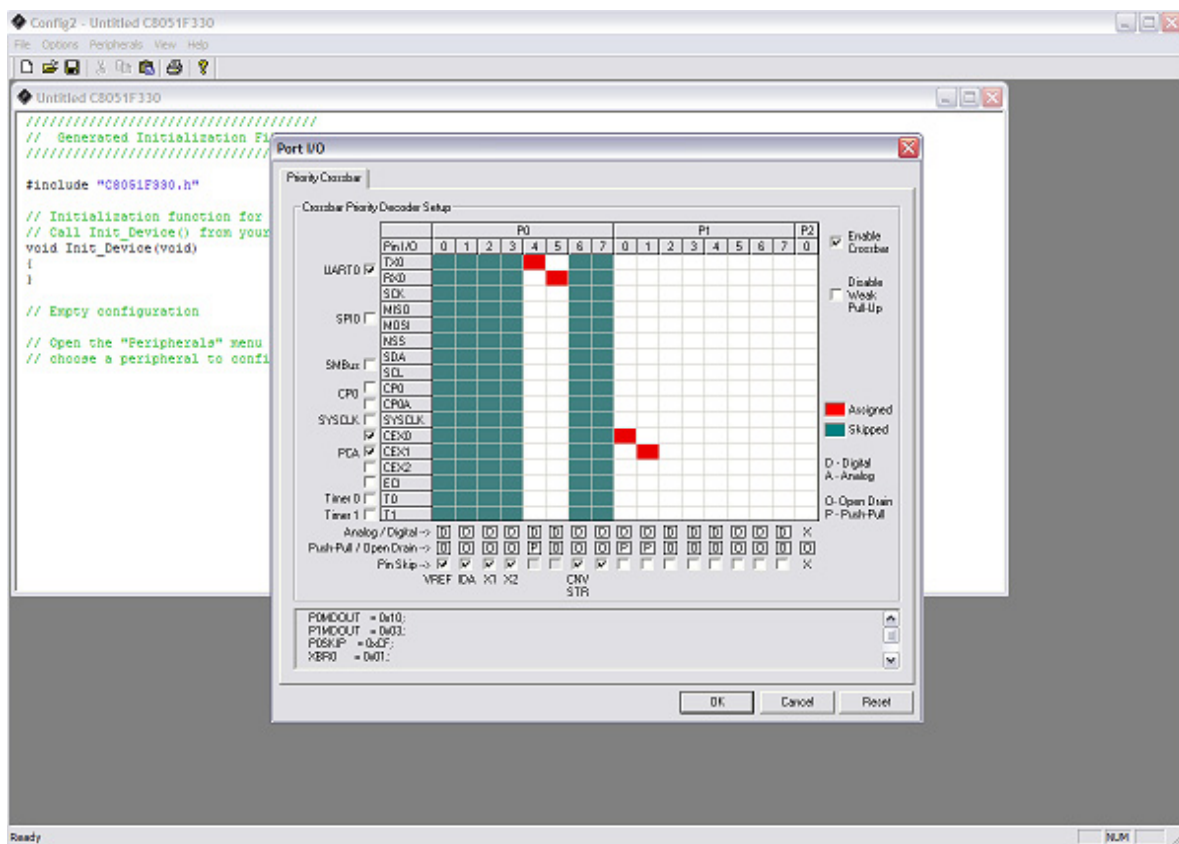 Config2 - Untitled C8051F330
File Options Peripherals View Help
Untitled C8051F330
////////////////////////////////////
// Generated Initialization Fi
////////////////////////////////
#include "C8051F330.h"
// Initialization function for
// Call Init_Device() from your
void Init_Device(void)
{
}
// Empty configuration
// Open the "Peripherals" menu
// choose a peripheral to confi
Port I/O
Priority Crossbar
Crossbar Priority Decoder Setup
P0 P1 P2
Pin I/O 0 1 2 3 4 5 6 7 0 1 2 3 4 5 6 7 0
UART0 TX0
RX0
SCK
SPI0 MISO
MOSI
NSS
SMBus SDA
SCL
CP0 CP0
CP0A
SYSCLK SYSCLK
CEX0
PCA CEX1
CEX2
ECI
Timer 0 T0
Timer 1 T1
Enable
Crossbar
Disable
Weak
Pull-Up
Assigned
Skipped
D - Digital
A - Analog
O - Open Drain
P - Push-Pull
Analog / Digital -> D D D D D D D D D D D D D D D D X
Push-Pull / Open Drain -> O O O O P O O O P P O O O O O O O
Pin Skip -> X
VREF IDA X1 X2 CNV
STR
P0MDOUT = 0x10;
P1MDOUT = 0x03;
P0SKIP = 0xCF;
XBR0 = 0x01;
OK Cancel Reset
Ready NUM